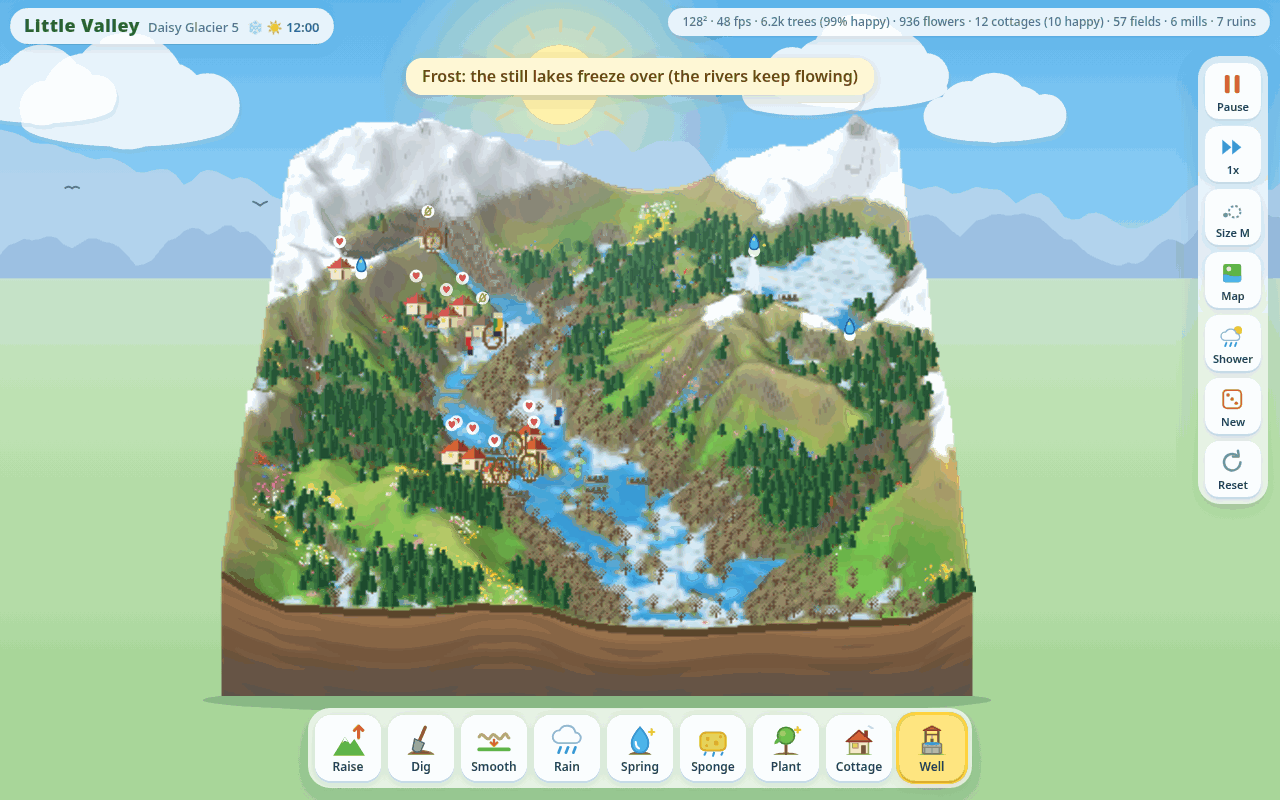 Little Valley Daisy Glacier 5 12:00
128² · 48 fps · 6.2k trees (99% happy) · 936 flowers · 12 cottages (10 happy) · 57 fields · 6 mills · 7 ruins
Frost: the still lakes freeze over (the rivers keep flowing)
Pause
1x
Size M
Map
Shower
New
Reset
Raise
Dig
Smooth
Rain
Spring
Sponge
Plant
Cottage
Well